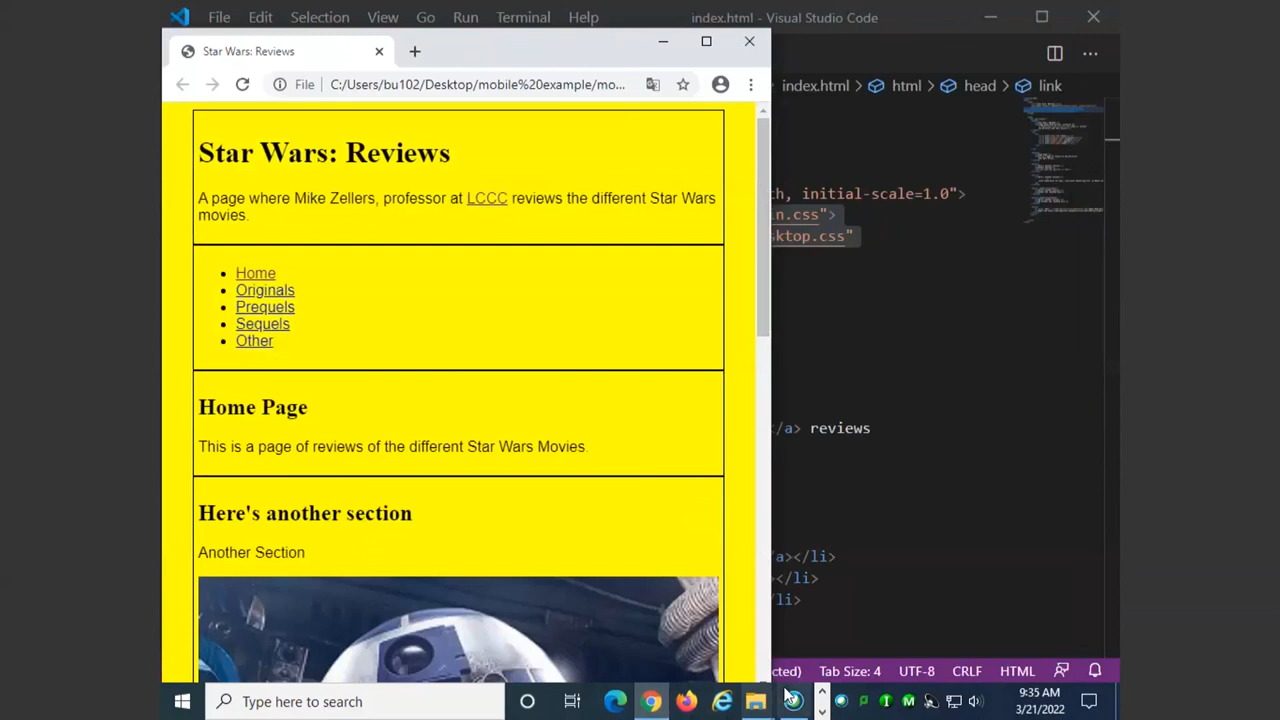 File Edit Selection View Go Run Terminal Help index.html - Visual Studio Code
Star Wars: Reviews
File C:/Users/bu102/Desktop/mobile%20example/mo...
index.html > html > head > link
Star Wars: Reviews
A page where Mike Zellers, professor at LCCC reviews the different Star Wars
movies.
Home
Originals
Prequels
Sequels
Other
Home Page
This is a page of reviews of the different Star Wars Movies.
Here's another section
Another Section
h, initial-scale=1.0">
n.css">
ktop.css"
/a> reviews
/a></li>
></li>
/li>
cted) Tab Size: 4 UTF-8 CRLF HTML
Type here to search
9:35 AM
3/21/2022